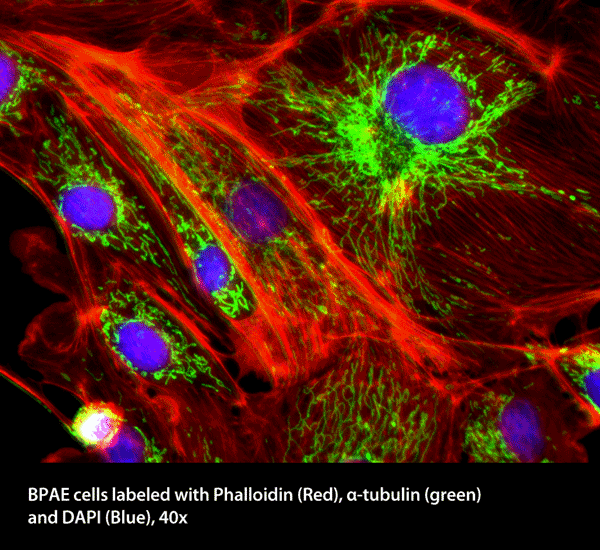 BPAE cells labeled with Phalloidin (Red), α-tubulin (green)
and DAPI (Blue), 40x